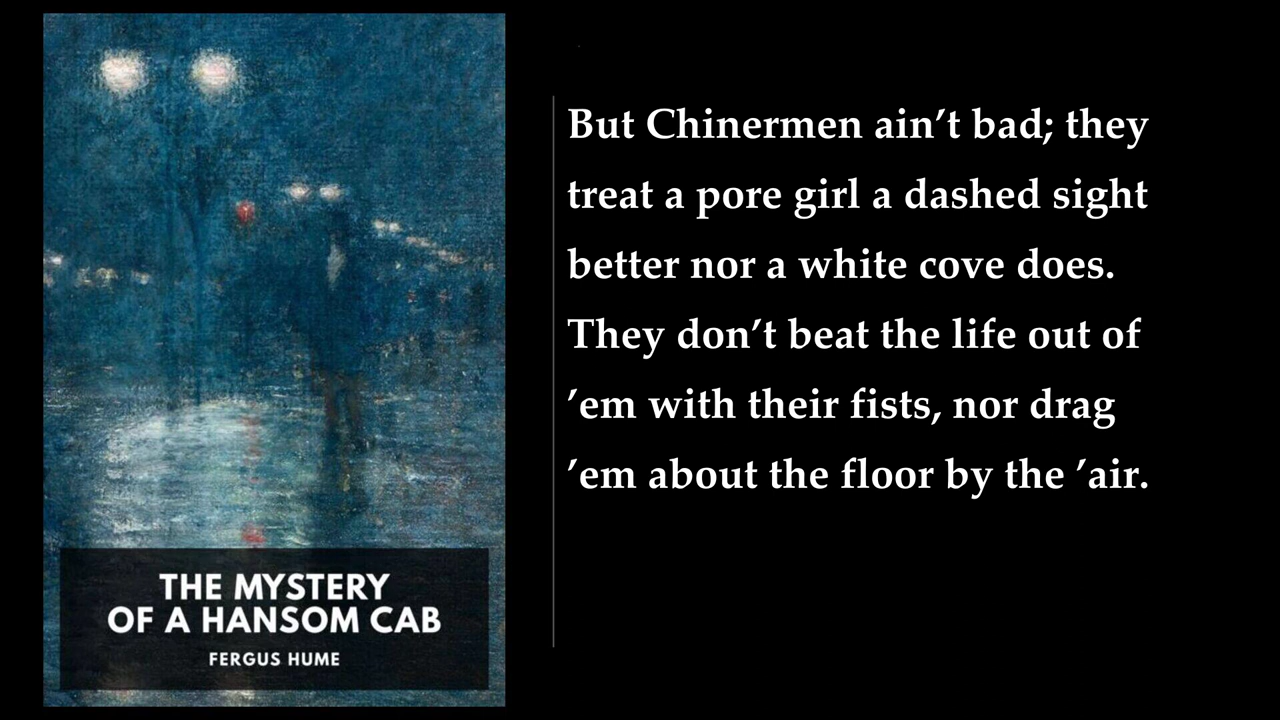 But Chinermen ain’t bad; they
treat a pore girl a dashed sight
better nor a white cove does.
They don’t beat the life out of
’em with their fists, nor drag
’em about the floor by the ’air.
THE MYSTERY
OF A HANSOM CAB
FERGUS HUME